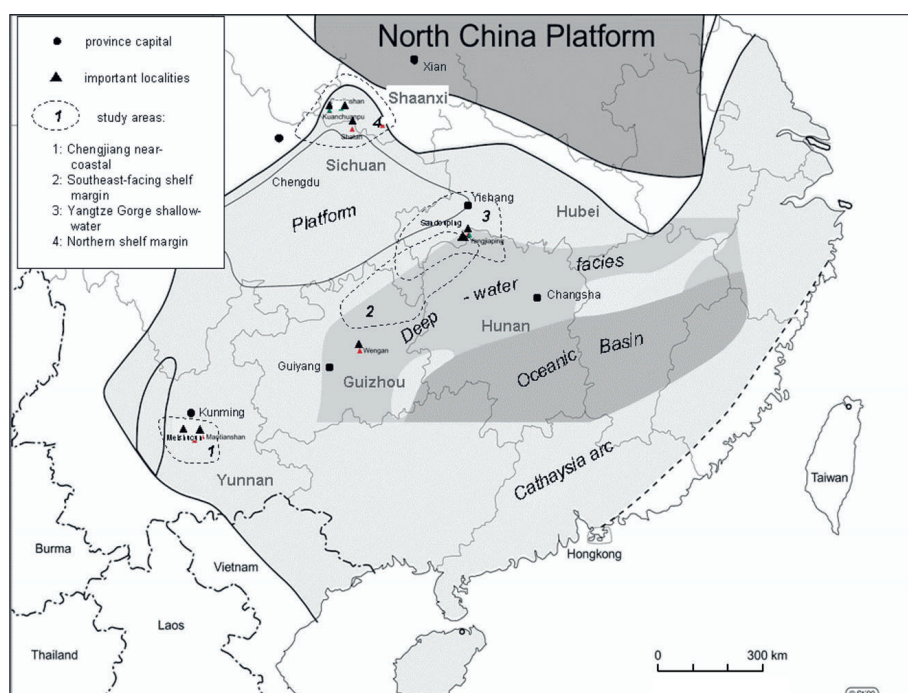 province capital
important localities
1 study areas:
1: Chengjiang near-
coastal
2: Southeast-facing shelf
margin
3: Yangtze Gorge shallow-
water
4: Northern shelf margin
North China Platform
Xian
Shaanxi
Kuanchuanpu
4
Shatan
Sichuan
Chengdu
Platform
Yichang
3
Hubei
facies
-water
Changsha
2
Deep
Hunan
Wengan
Oceanic Basin
Guiyang
Guizhou
Kunming
Maotianshan
1
Yunnan
Cathaysia arc
Taiwan
Hongkong
Burma
Vietnam
Laos
Thailand
0 300 km